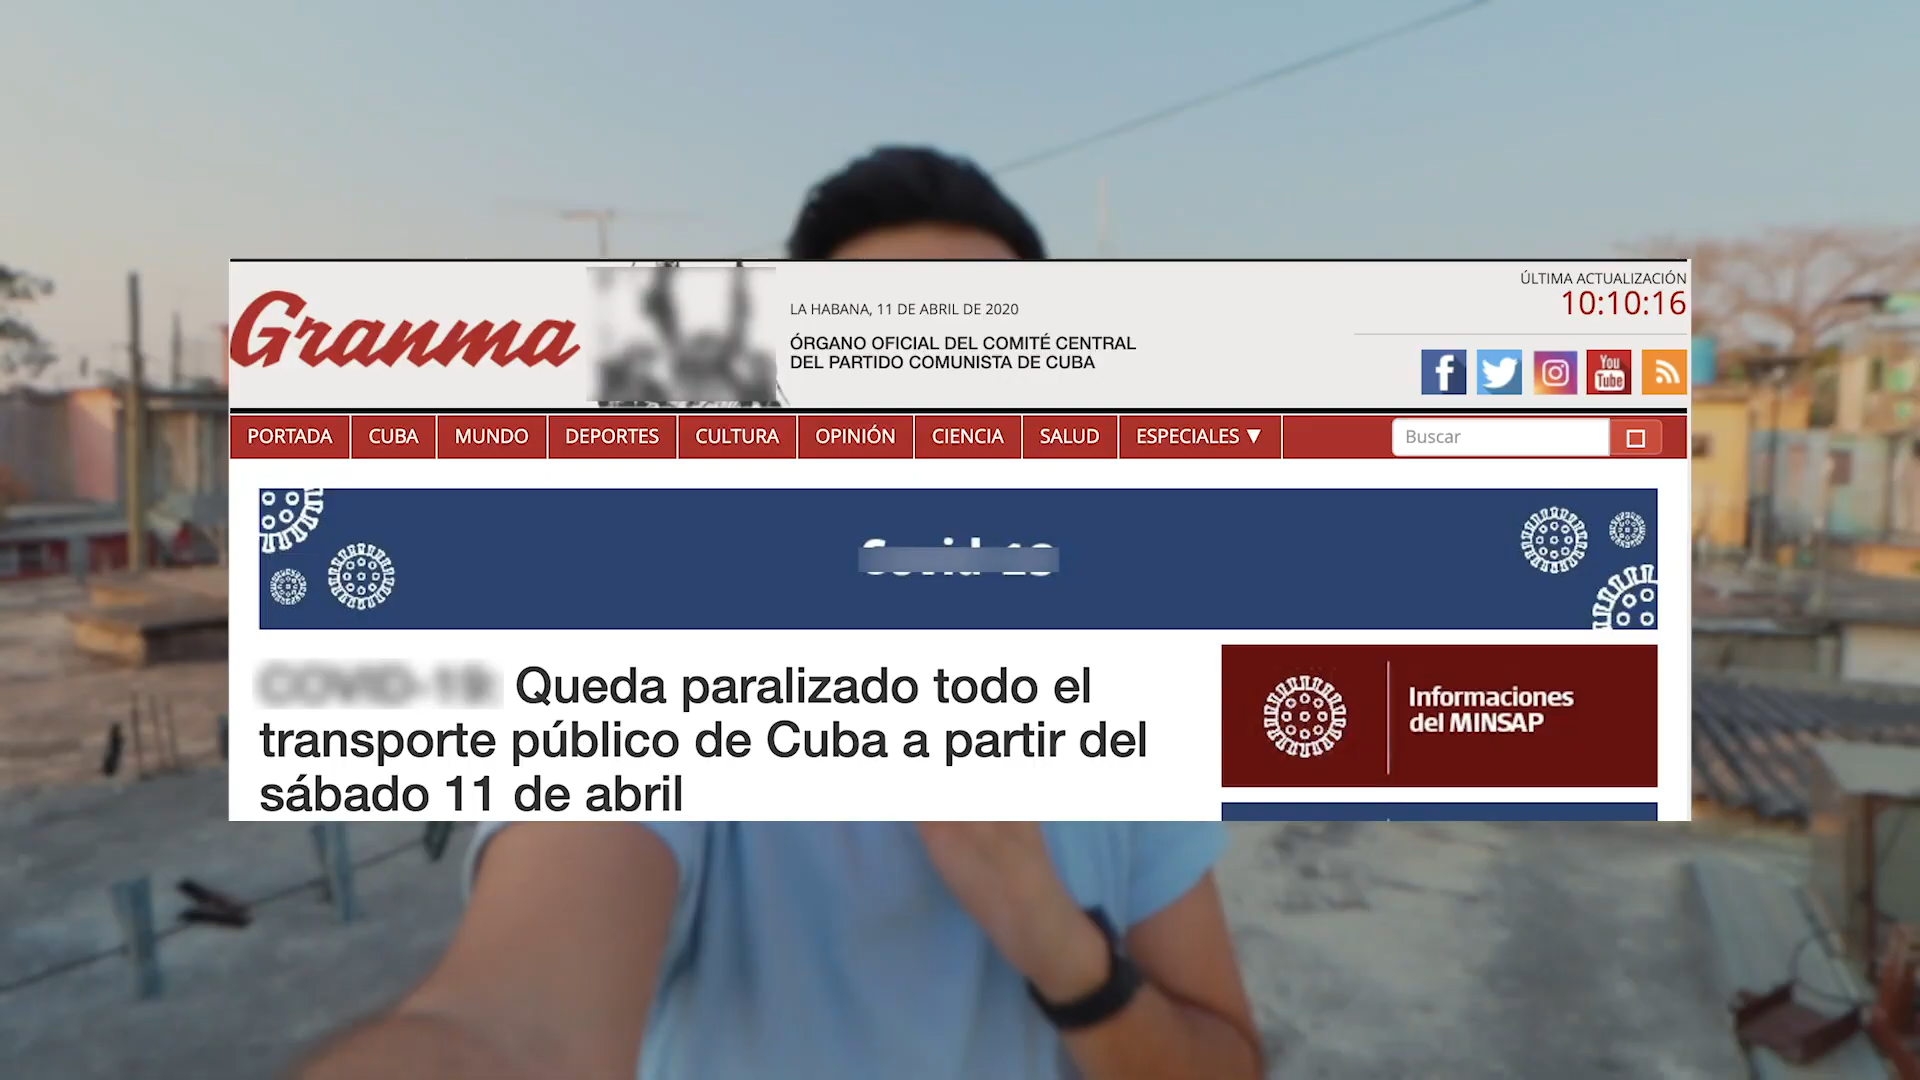 Granma
LA HABANA, 11 DE ABRIL DE 2020
ÓRGANO OFICIAL DEL COMITÉ CENTRAL
DEL PARTIDO COMUNISTA DE CUBA
ÚLTIMA ACTUALIZACIÓN
10:10:16
You
Tube
PORTADA CUBA MUNDO DEPORTES CULTURA OPINIÓN CIENCIA SALUD ESPECIALES ▼ Buscar
Queda paralizado todo el
transporte público de Cuba a partir del
sábado 11 de abril
Informaciones
del MINSAP